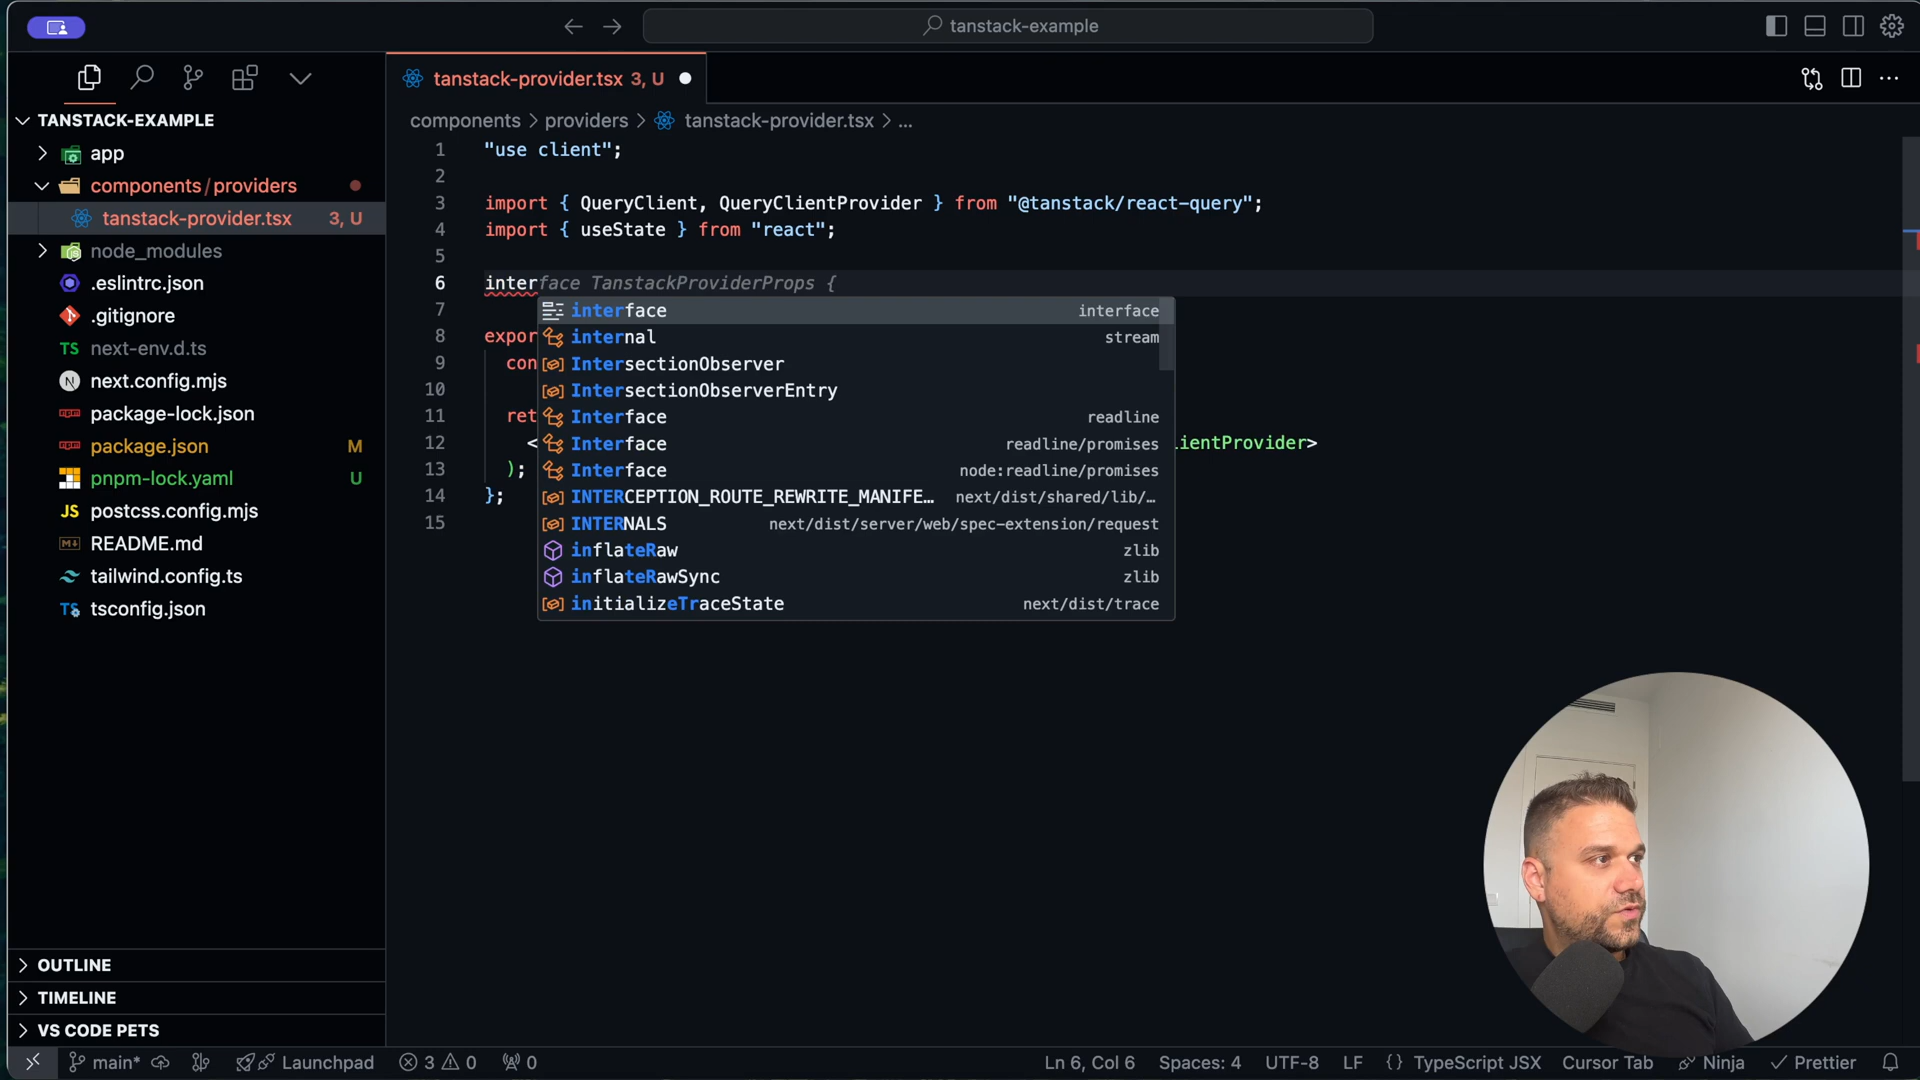 tanstack-example
tanstack-provider.tsx 3, U
TANSTACK-EXAMPLE
app
components/providers
tanstack-provider.tsx 3, U
node_modules
.eslintrc.json
.gitignore
TS next-env.d.ts
N next.config.mjs
package-lock.json
package.json M
pnpm-lock.yaml U
JS postcss.config.mjs
README.md
tailwind.config.ts
TS tsconfig.json
OUTLINE
TIMELINE
VS CODE PETS
components > providers > tanstack-provider.tsx > ...
1 "use client";
2
3 import { QueryClient, QueryClientProvider } from "@tanstack/react-query";
4 import { useState } from "react";
5
6 interface TanstackProviderProps {
7
8 expor
9 con
10
11 ret
12 < lientProvider>
13 );
14 };
15
interface interface
internal stream
IntersectionObserver
IntersectionObserverEntry
Interface readline
Interface readline/promises
Interface node:readline/promises
INTERCEPTION_ROUTE_REWRITE_MANIFE… next/dist/shared/lib/…
INTERNALS next/dist/server/web/spec-extension/request
inflateRaw zlib
inflateRawSync zlib
initializeTraceState next/dist/trace
main* Launchpad 3 0 0 Ln 6, Col 6 Spaces: 4 UTF-8 LF {} TypeScript JSX Cursor Tab Ninja Prettier